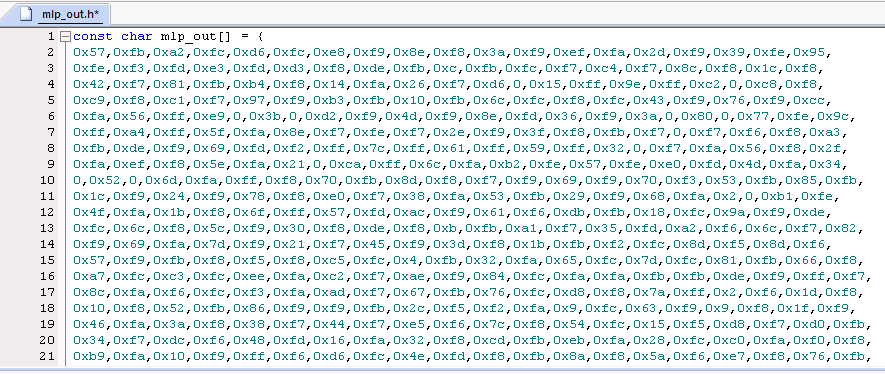 mlp_out.h*
1 const char mlp_out[] = {
2 0x57,0xfb,0xa2,0xfc,0xd6,0xfc,0xe8,0xf9,0x8e,0xf8,0x3a,0xf9,0xef,0xfa,0x2d,0xf9,0x39,0xfe,0x95,
3 0xfe,0xf3,0xfd,0xe3,0xfd,0xd3,0xf8,0xde,0xfb,0xc,0xfb,0xfc,0xf7,0xc4,0xf7,0x8c,0xf8,0x1c,0xf8,
4 0x42,0xf7,0x81,0xfb,0xb4,0xf8,0x14,0xfa,0x26,0xf7,0xd6,0,0x15,0xff,0x9e,0xff,0xc2,0,0xc8,0xf8,
5 0xc9,0xf8,0xc1,0xf7,0x97,0xf9,0xb3,0xfb,0x10,0xfb,0x6c,0xfc,0xf8,0xfc,0x43,0xf9,0x76,0xf9,0xcc,
6 0xfa,0x56,0xff,0xe9,0,0x3b,0,0xd2,0xf9,0x4d,0xf9,0x8e,0xfd,0x36,0xf9,0x3a,0,0x80,0,0x77,0xfe,0x9c,
7 0xff,0xa4,0xff,0x5f,0xfa,0x8e,0xf7,0xfe,0xf7,0x2e,0xf9,0x3f,0xf8,0xfb,0xf7,0,0xf7,0xf6,0xf8,0xa3,
8 0xfb,0xde,0xf9,0x69,0xfd,0xf2,0xff,0x7c,0xff,0x61,0xff,0x59,0xff,0x32,0,0xf7,0xfa,0x56,0xf8,0x2f,
9 0xfa,0xef,0xf8,0x5e,0xfa,0x21,0,0xca,0xff,0x6c,0xfa,0xb2,0xfe,0x57,0xfe,0xe0,0xfd,0x4d,0xfa,0x34,
10 0,0x52,0,0x6d,0xfa,0xff,0xf8,0x70,0xfb,0x8d,0xf8,0xf7,0xf9,0x69,0xf9,0x70,0xf3,0x53,0xfb,0x85,0xfb,
11 0x1c,0xf9,0x24,0xf9,0x78,0xf8,0xe0,0xf7,0x38,0xfa,0x53,0xfb,0x29,0xf9,0x68,0xfa,0x2,0,0xb1,0xfe,
12 0x4f,0xfa,0x1b,0xf8,0x6f,0xff,0x57,0xfd,0xac,0xf9,0x61,0xf6,0xdb,0xfb,0x18,0xfc,0x9a,0xf9,0xde,
13 0xfc,0x6c,0xf8,0x5c,0xf9,0x30,0xf8,0xde,0xf8,0xb,0xfb,0xa1,0xf7,0x35,0xfd,0xa2,0xf6,0x6c,0xf7,0x82,
14 0xf9,0x69,0xfa,0x7d,0xf9,0x21,0xf7,0x45,0xf9,0x3d,0xf8,0x1b,0xfb,0xf2,0xfc,0x8d,0xf5,0x8d,0xf6,
15 0x57,0xf9,0xfb,0xf8,0xf5,0xf8,0xc5,0xfc,0x4,0xfb,0x32,0xfa,0x65,0xfc,0x7d,0xfc,0x81,0xfb,0x66,0xf8,
16 0xa7,0xfc,0xc3,0xfc,0xee,0xfa,0xc2,0xf7,0xae,0xf9,0x84,0xfc,0xfa,0xfa,0xfb,0xfb,0xde,0xf9,0xff,0xf7,
17 0x8c,0xfa,0xf6,0xfc,0xf3,0xfa,0xad,0xf7,0x67,0xfb,0x76,0xfc,0xd8,0xf8,0x7a,0xff,0x2,0xf6,0x1d,0xf8,
18 0x10,0xf8,0x52,0xfb,0x86,0xf9,0xf9,0xfb,0x2c,0xf5,0xf2,0xfa,0x9,0xfc,0x63,0xf9,0x9,0xf8,0x1f,0xf9,
19 0x46,0xfa,0x3a,0xf8,0x38,0xf7,0x44,0xf7,0xe5,0xf6,0x7c,0xf8,0x54,0xfc,0x15,0xf5,0xd8,0xf7,0xd0,0xfb,
20 0x34,0xf7,0xdc,0xf6,0x48,0xfd,0x16,0xfa,0x32,0xf8,0xcd,0xfb,0xeb,0xfa,0x28,0xfc,0xc0,0xfa,0xf0,0xf8,
21 0xb9,0xfa,0x10,0xf9,0xff,0xf6,0xd6,0xfc,0x4e,0xfd,0xf8,0xfb,0x8a,0xf8,0x5a,0xf6,0xe7,0xf8,0x76,0xfb,